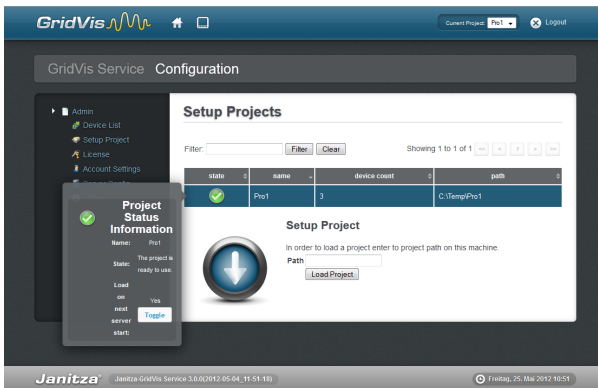 GridVis
Current Project: Pro1
Logout
GridVis Service Configuration
Admin
Device List
Setup Project
License
Account Settings
Setup Projects
Filter:
Filter
Clear
Showing 1 to 1 of 1
<< < 1 > >>
state name device count path
Pro1 3 C:\Temp\Pro1
Project
Status
Information
Name: Pro1
State: The project is
ready to use.
Load
on
next
server
start:
Yes
Toggle
Setup Project
In order to load a project enter to project path on this machine.
Path
Load Project
Janitza®
Janitza-GridVis Service 3.0.0(2012-05-04_11-51-18)
Freitag, 25. Mai 2012 10:51